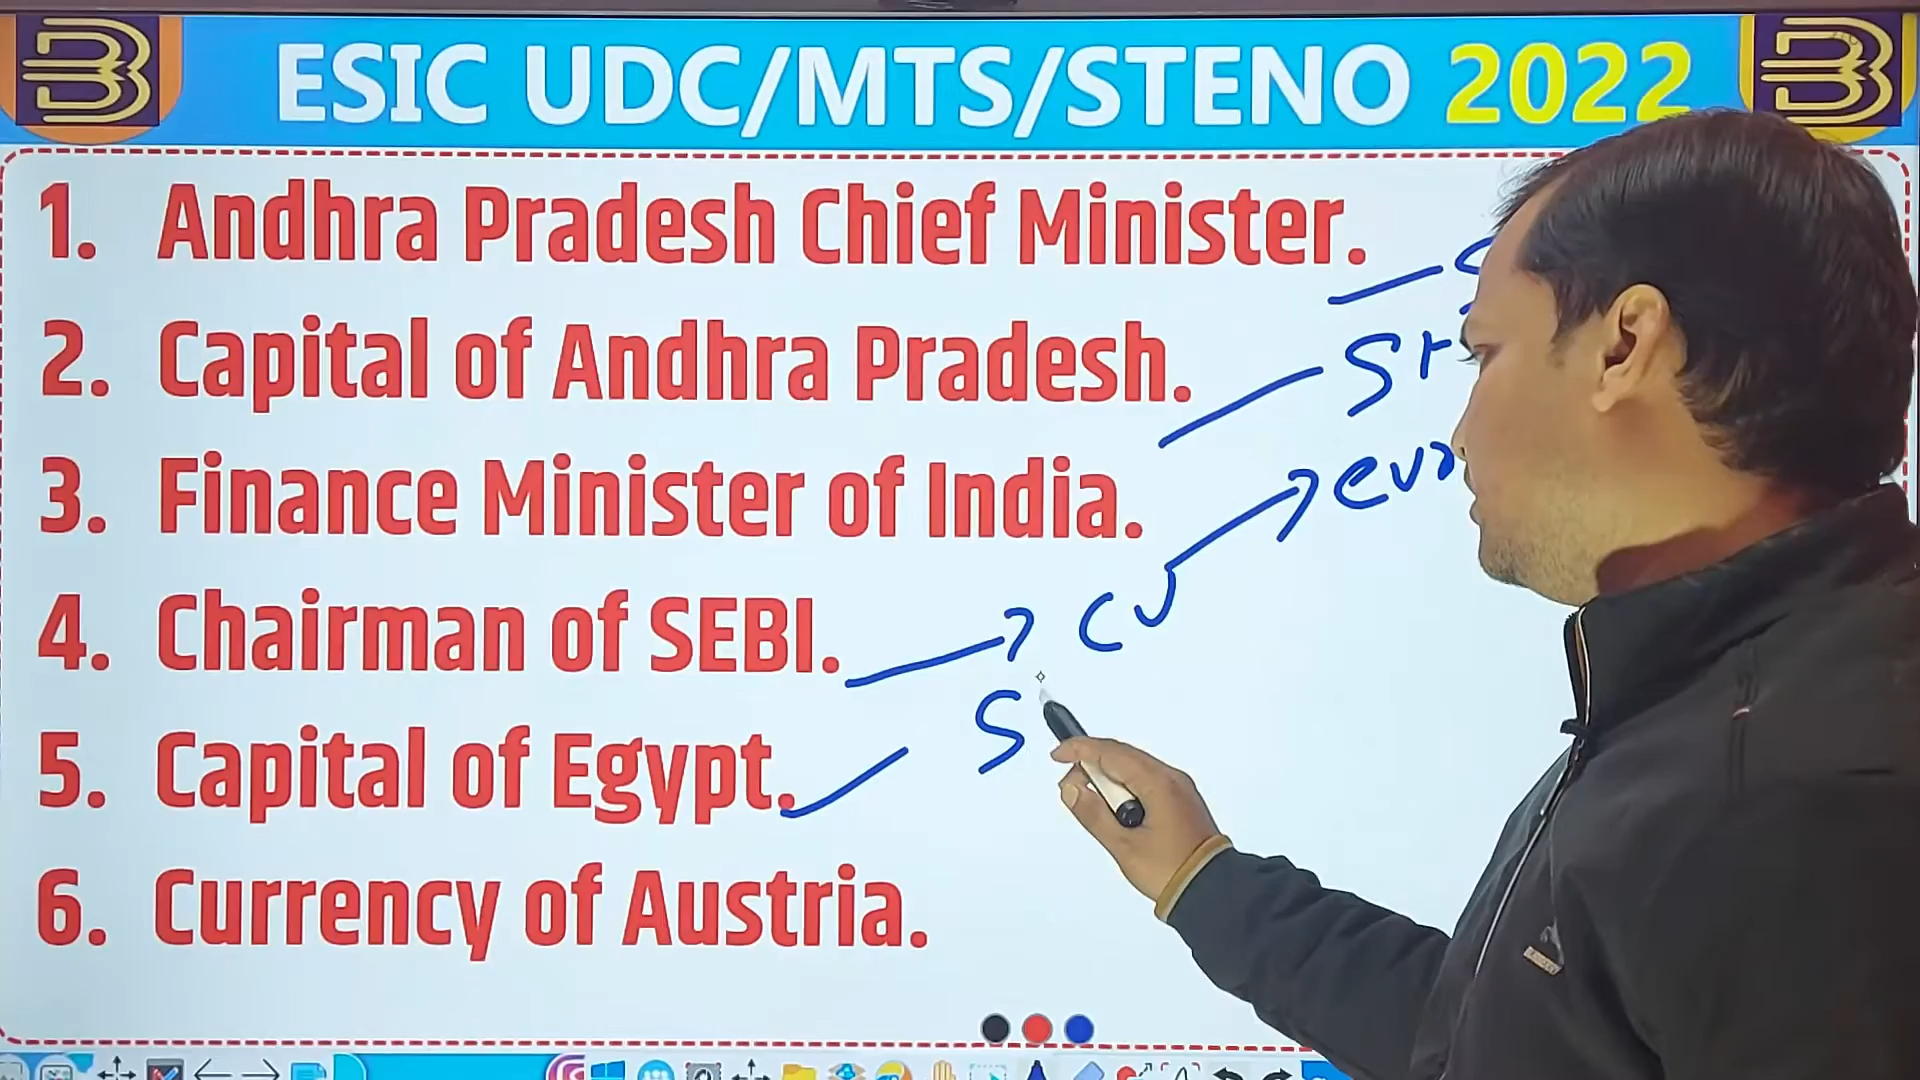 ESIC UDC/MTS/STENO 2022
1. Andhra Pradesh Chief Minister.
2. Capital of Andhra Pradesh.
3. Finance Minister of India.
4. Chairman of SEBI.
5. Capital of Egypt.
6. Currency of Austria.